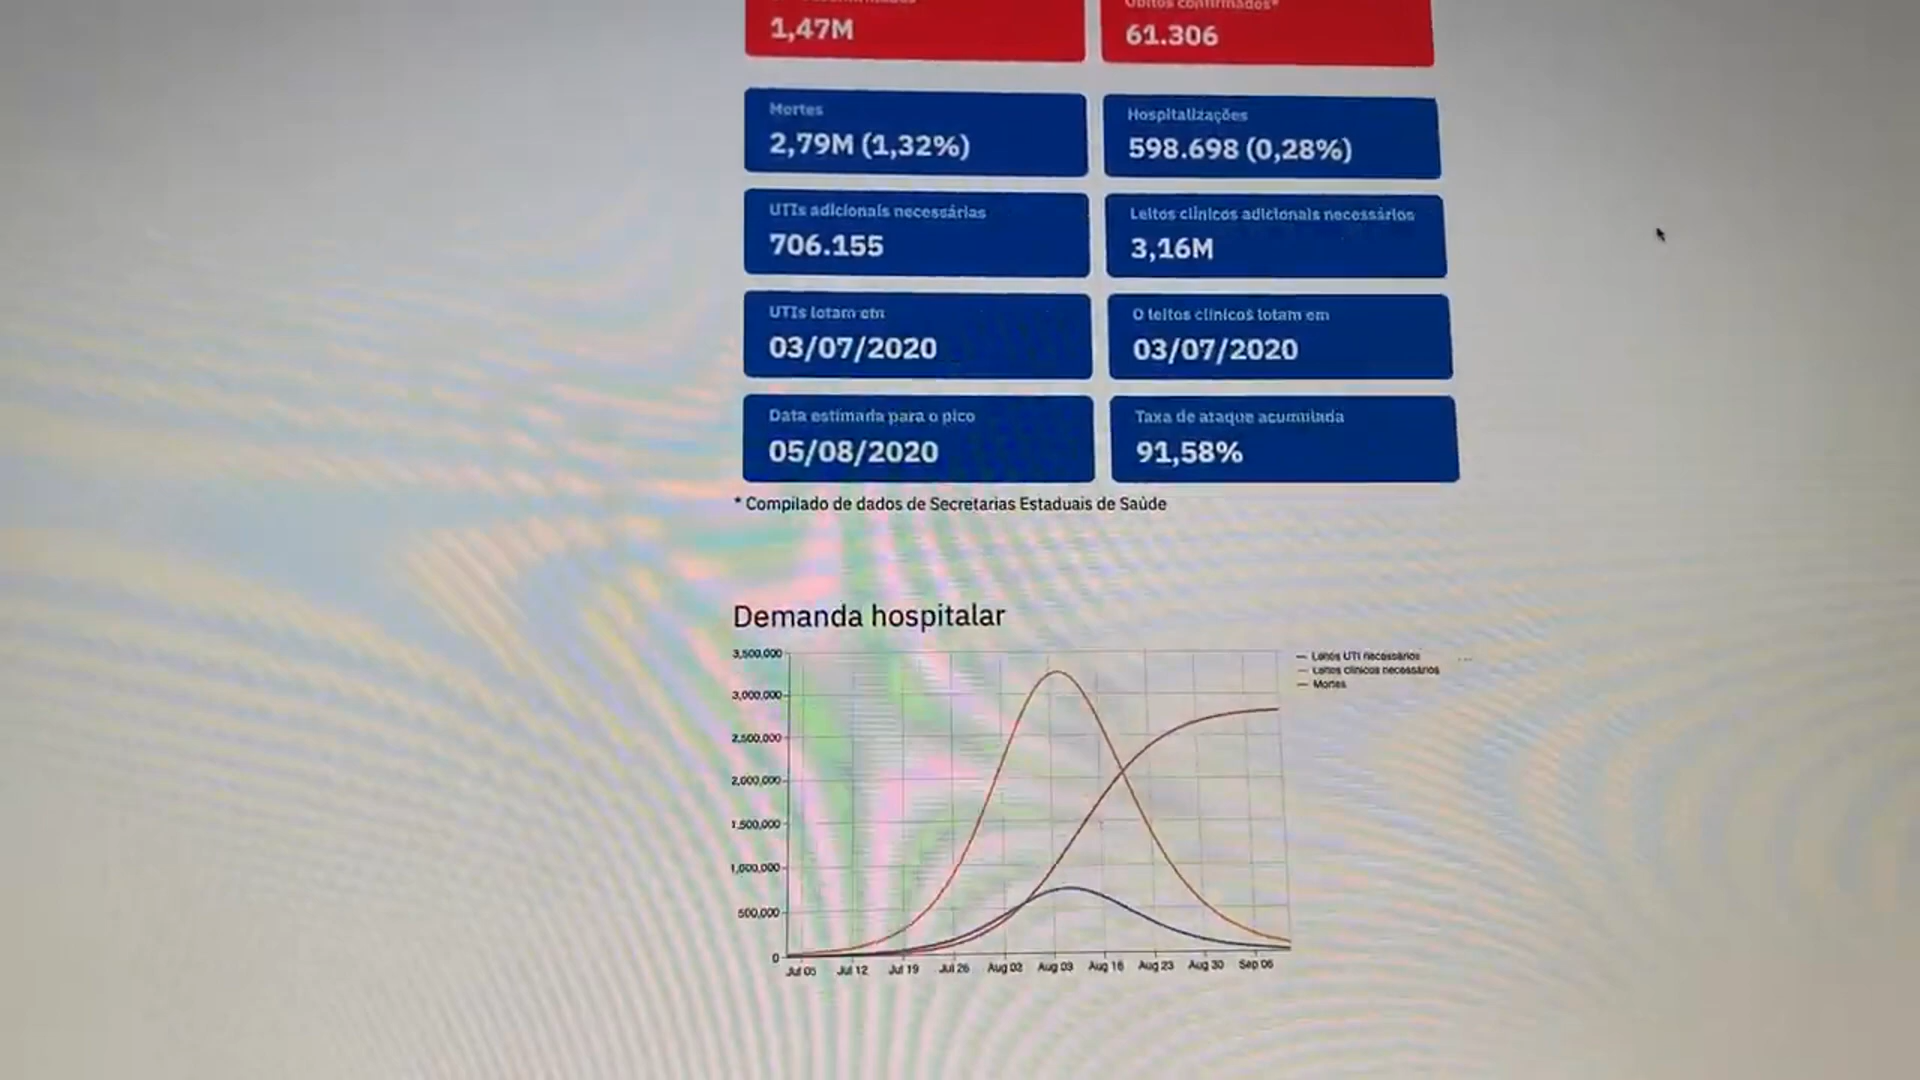 1,47M
Óbitos confirmados*
61.306
Mortes
2,79M (1,32%)
Hospitalizações
598.698 (0,28%)
UTIs adicionais necessárias
706.155
Leitos clínicos adicionais necessários
3,16M
UTIs lotam em
03/07/2020
O leitos clínicos lotam em
03/07/2020
Data estimada para o pico
05/08/2020
Taxa de ataque acumulada
91,58%
* Compilado de dados de Secretarias Estaduais de Saúde
Demanda hospitalar
3,500,000
3,000,000
2,500,000
2,000,000
1,500,000
1,000,000
500,000
0
Jul 05 Jul 12 Jul 19 Jul 26 Aug 02 Aug 09 Aug 16 Aug 23 Aug 30 Sep 06
Leitos UTI necessários
Leitos clínicos necessários
Mortes